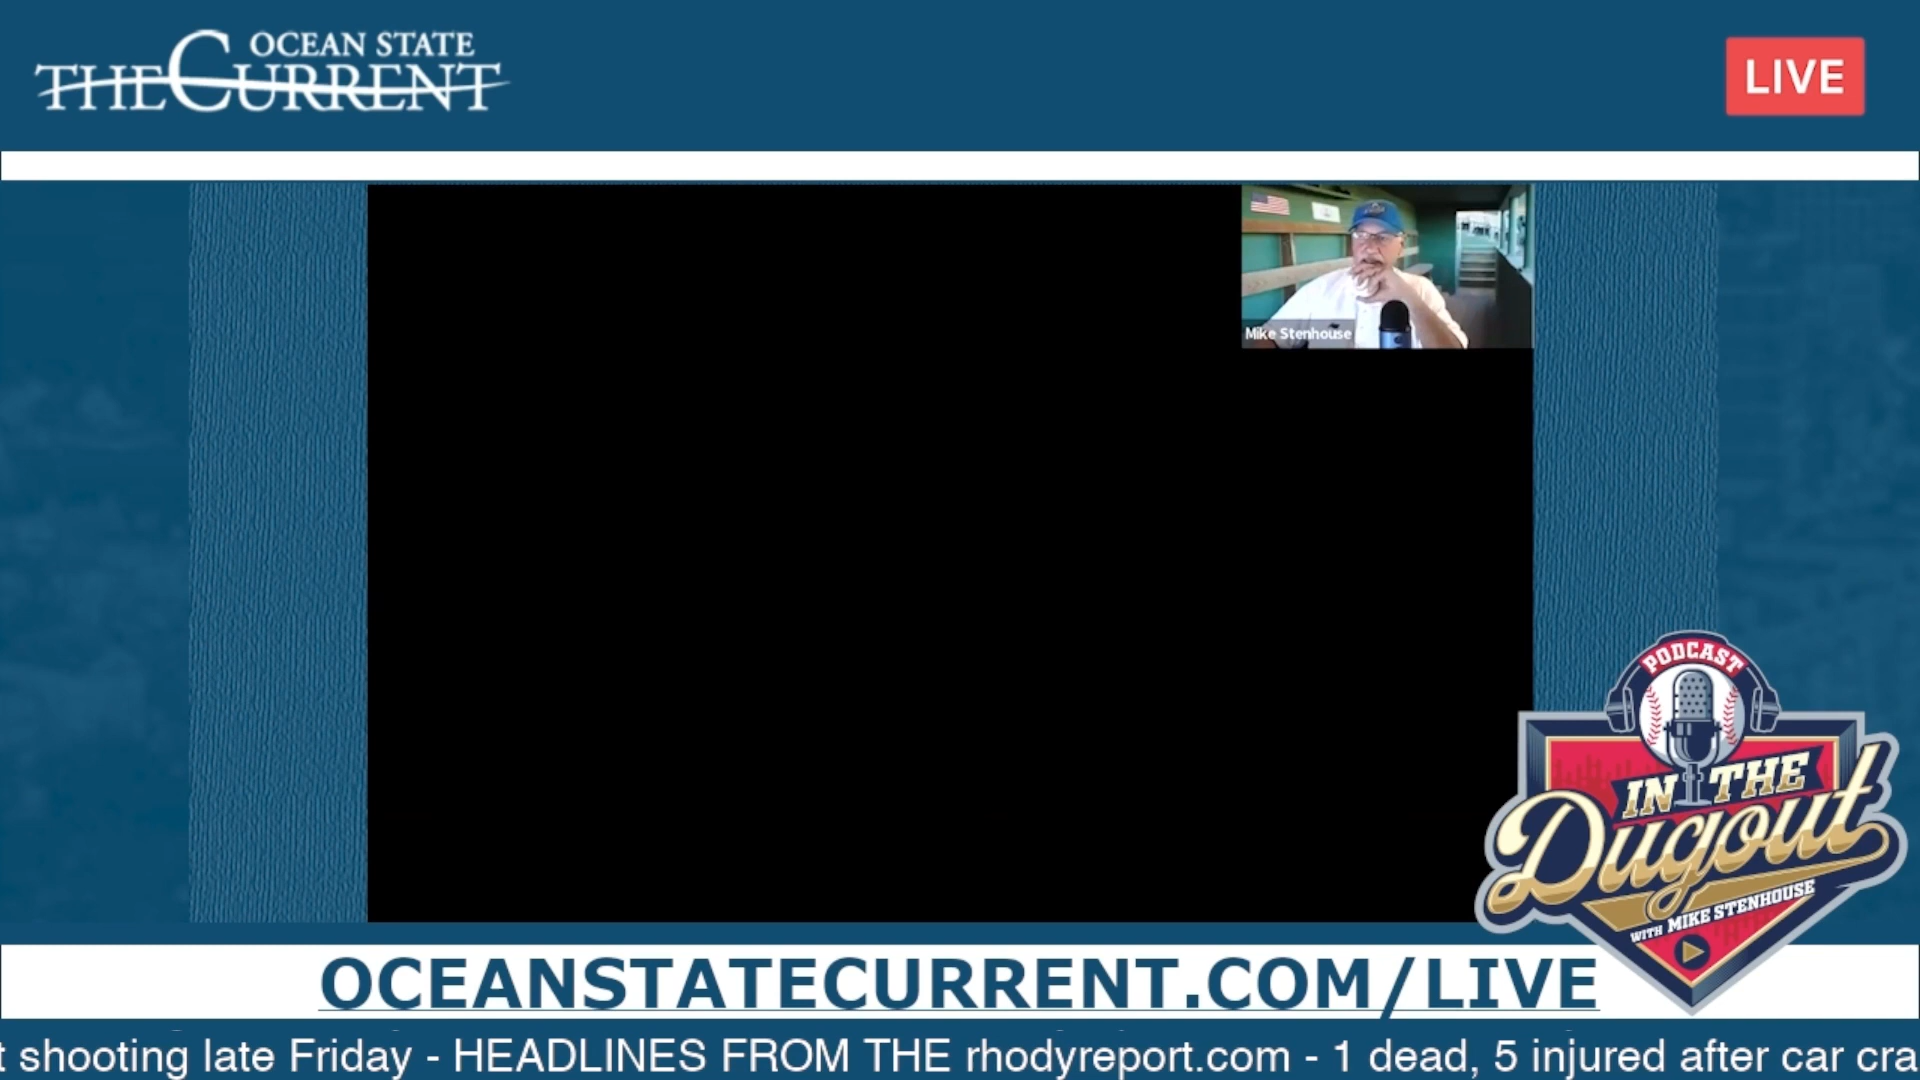 OCEAN STATE
THE CURRENT
LIVE
Mike Stenhouse
PODCAST
IN THE
Dugout
WITH MIKE STENHOUSE
OCEANSTATECURRENT.COM/LIVE
t shooting late Friday - HEADLINES FROM THE rhodyreport.com - 1 dead, 5 injured after car cra